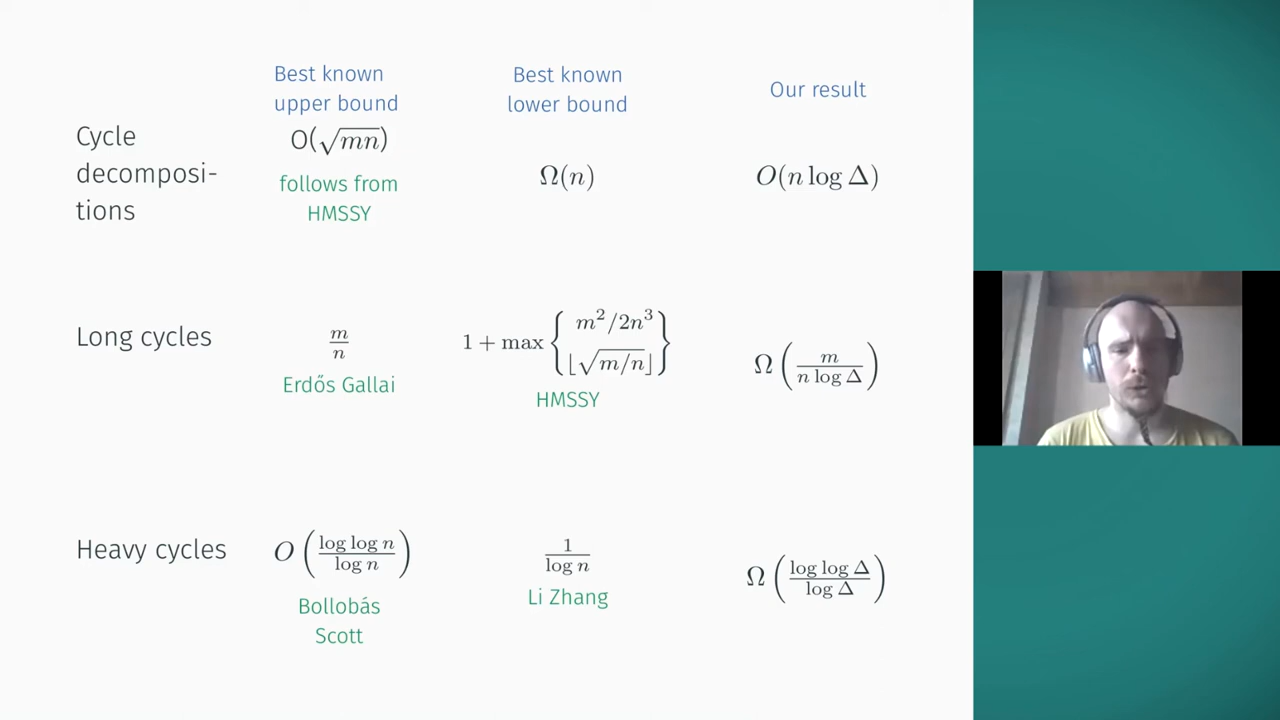 Best known upper bound
Best known lower bound
Our result
Cycle decomposi-tions
O(√mn)
follows from HMSSY
Ω(n)
O(n log Δ)
Long cycles
m/n
Erdős Gallai
1 + max { m²/2n³ ⌊√m/n⌋ }
HMSSY
Ω ( m / n log Δ )
Heavy cycles
O ( log log n / log n )
Bollobás Scott
1 / log n
Li Zhang
Ω ( log log Δ / log Δ )